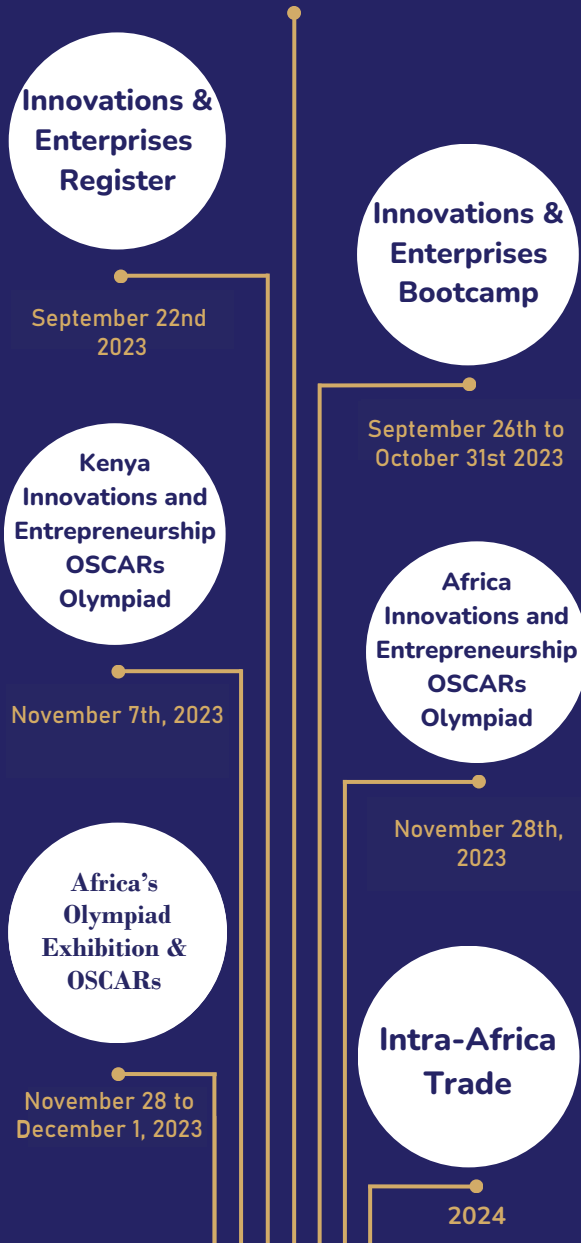 Innovations &
Enterprises
Register
September 22nd
2023
Innovations &
Enterprises
Bootcamp
September 26th to
October 31st 2023
Kenya
Innovations and
Entrepreneurship
OSCARs
Olympiad
November 7th, 2023
Africa
Innovations and
Entrepreneurship
OSCARs
Olympiad
November 28th,
2023
Africa’s
Olympiad
Exhibition &
OSCARs
November 28 to
December 1, 2023
Intra-Africa
Trade
2024